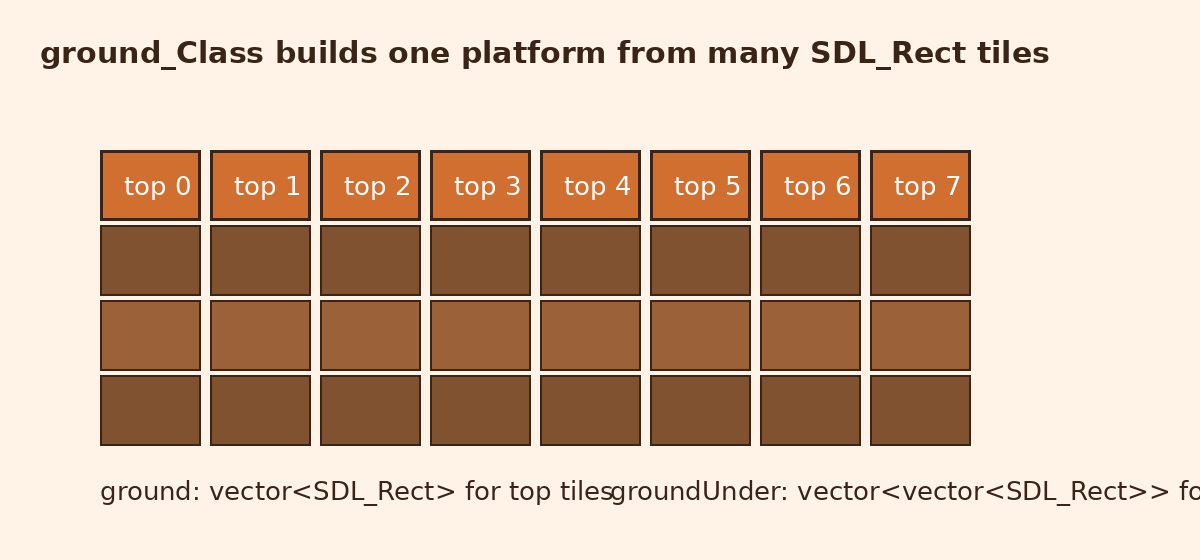 ground_Class builds one platform from many SDL_Rect tiles
top 0 top 1 top 2 top 3 top 4 top 5 top 6 top 7
ground: vector<SDL_Rect> for top tiles
groundUnder: vector<vector<SDL_Rect>>